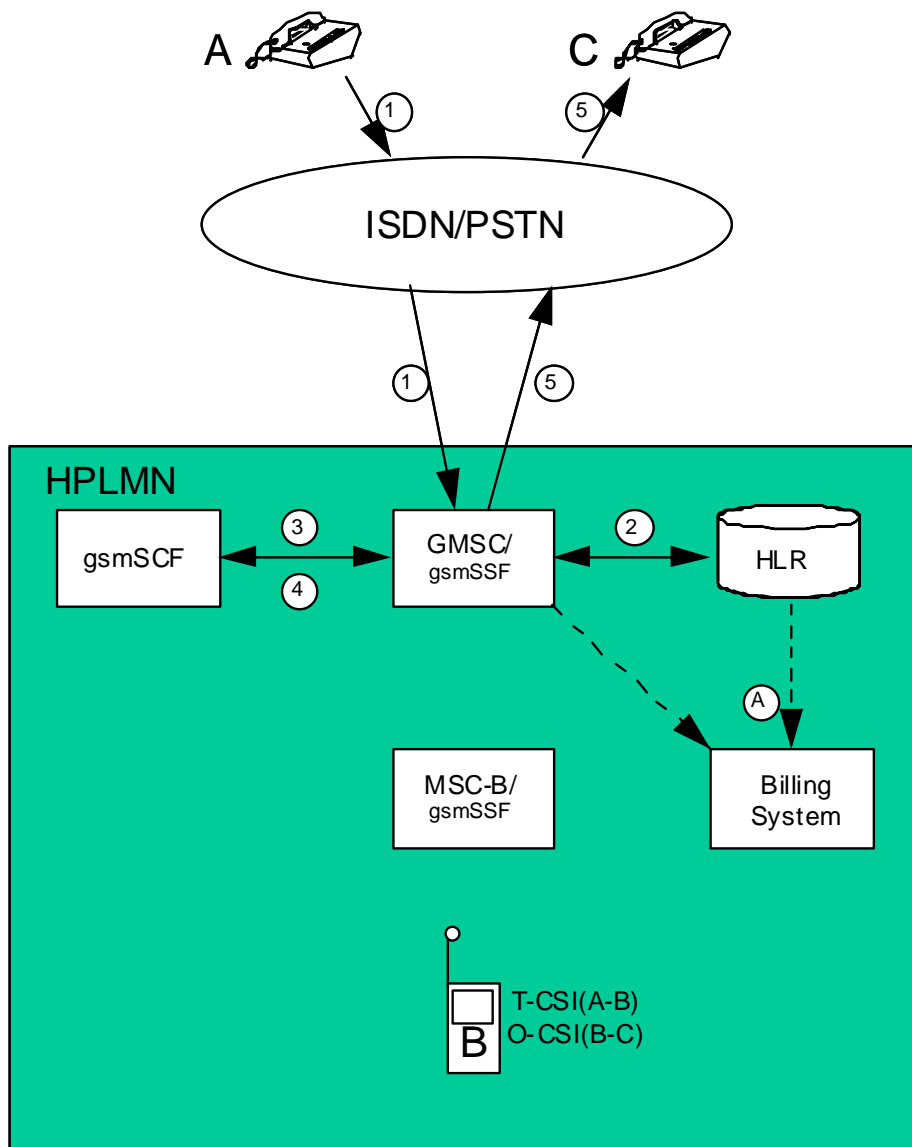 A
C
1
5
ISDN/PSTN
1
5
HPLMN
gsmSCF
3
4
GMSC/
gsmSSF
2
HLR
A
MSC-B/
gsmSSF
Billing
System
T-CSI(A-B)
O-CSI(B-C)
B